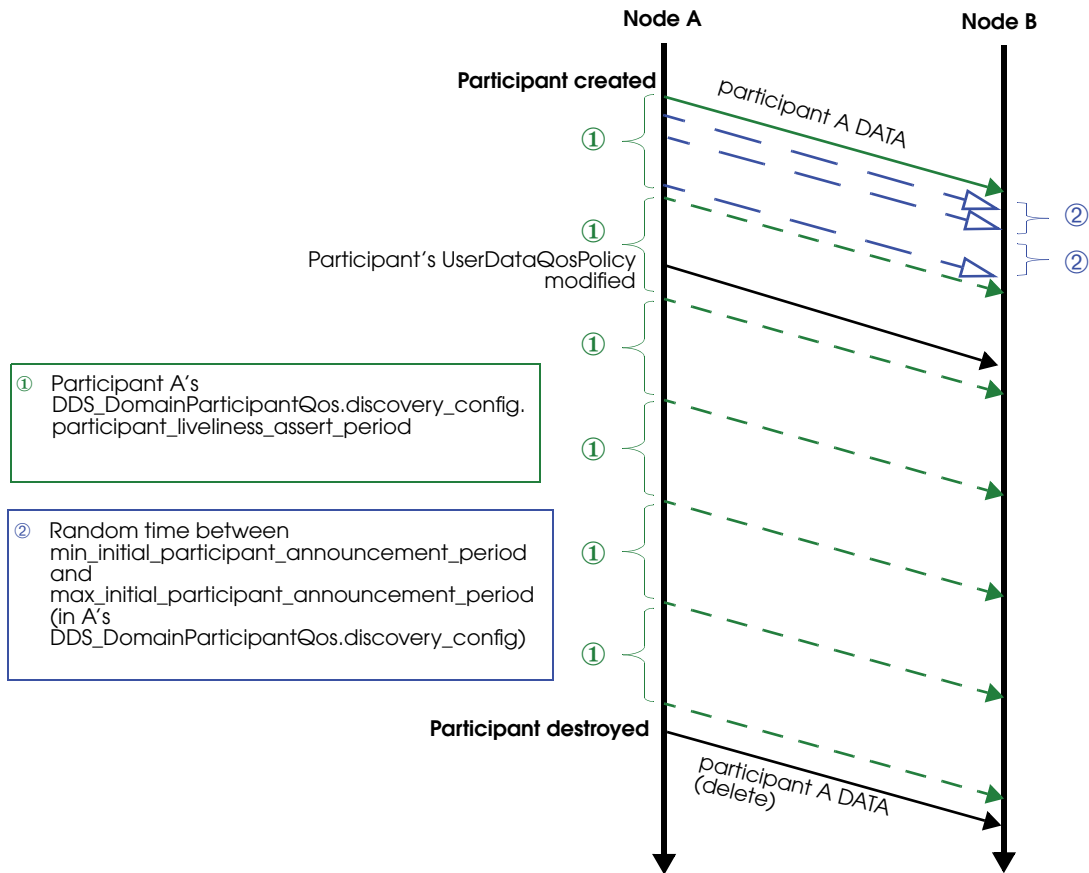 Node A
Node B
Participant created
participant A DATA
①
②
①
②
Participant's UserDataQosPolicy
modified
①
① Participant A's
DDS_DomainParticipantQos.discovery_config.
participant_liveliness_assert_period
①
② Random time between
min_initial_participant_announcement_period
and
max_initial_participant_announcement_period
(in A's
DDS_DomainParticipantQos.discovery_config)
①
①
Participant destroyed
participant A DATA
(delete)